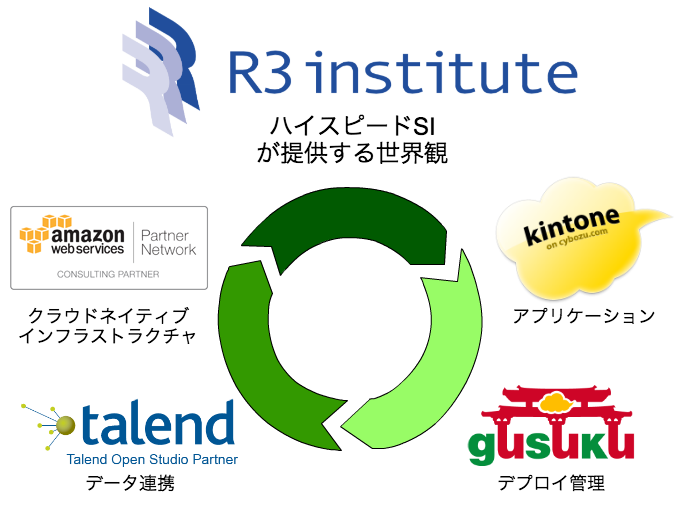 R3 institute
ハイスピードSI
が提供する世界観
amazon
web services
Partner
Network
CONSULTING PARTNER
クラウドネイティブ
インフラストラクチャ
kintone
on cybozu.com
アプリケーション
talend
Talend Open Studio Partner
データ連携
gusuku
デプロイ管理